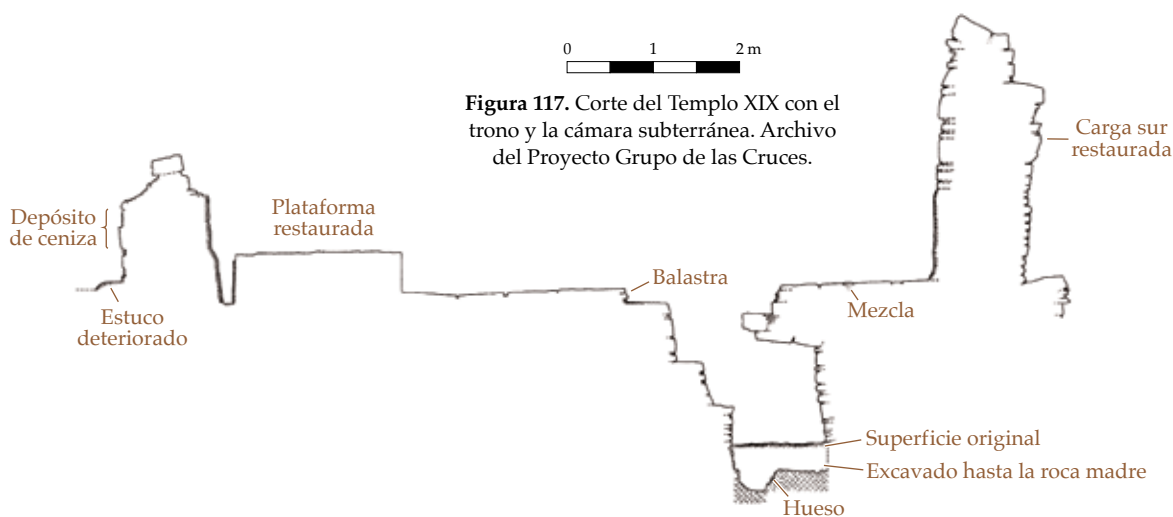 0 1 2 m
Figura 117. Corte del Templo XIX con el
trono y la cámara subterránea. Archivo
del Proyecto Grupo de las Cruces.
Carga sur
restaurada
Depósito
de ceniza
Plataforma
restaurada
Balastra
Mezcla
Estuco
deteriorado
Superficie original
Excavado hasta la roca madre
Hueso